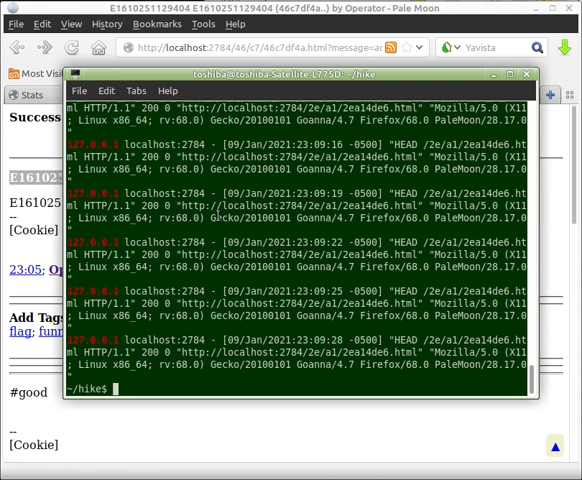 E1610251129404 E1610251129404 (46c7df4a..) by Operator - Pale Moon
File Edit View History Bookmarks Tools Help
http://localhost:2784/46/c7/46c7df4a.html?message=ac
Yavista
Most Visi
Stats
toshiba@toshiba-Satellite-L775D: ~/hike
File Edit Tabs Help
Success
E161025
E161025
--
[Cookie]
23:05; Op
Add Tags
flag; funn
#good
--
[Cookie]
ml HTTP/1.1" 200 0 "http://localhost:2784/2e/a1/2ea14de6.html" "Mozilla/5.0 (X11
; Linux x86_64; rv:68.0) Gecko/20100101 Goanna/4.7 Firefox/68.0 PaleMoon/28.17.0
"
127.0.0.1 localhost:2784 - [09/Jan/2021:23:09:16 -0500] "HEAD /2e/a1/2ea14de6.ht
ml HTTP/1.1" 200 0 "http://localhost:2784/2e/a1/2ea14de6.html" "Mozilla/5.0 (X11
; Linux x86_64; rv:68.0) Gecko/20100101 Goanna/4.7 Firefox/68.0 PaleMoon/28.17.0
"
127.0.0.1 localhost:2784 - [09/Jan/2021:23:09:19 -0500] "HEAD /2e/a1/2ea14de6.ht
ml HTTP/1.1" 200 0 "http://localhost:2784/2e/a1/2ea14de6.html" "Mozilla/5.0 (X11
; Linux x86_64; rv:68.0) Gecko/20100101 Goanna/4.7 Firefox/68.0 PaleMoon/28.17.0
"
127.0.0.1 localhost:2784 - [09/Jan/2021:23:09:22 -0500] "HEAD /2e/a1/2ea14de6.ht
ml HTTP/1.1" 200 0 "http://localhost:2784/2e/a1/2ea14de6.html" "Mozilla/5.0 (X11
; Linux x86_64; rv:68.0) Gecko/20100101 Goanna/4.7 Firefox/68.0 PaleMoon/28.17.0
"
127.0.0.1 localhost:2784 - [09/Jan/2021:23:09:25 -0500] "HEAD /2e/a1/2ea14de6.ht
ml HTTP/1.1" 200 0 "http://localhost:2784/2e/a1/2ea14de6.html" "Mozilla/5.0 (X11
; Linux x86_64; rv:68.0) Gecko/20100101 Goanna/4.7 Firefox/68.0 PaleMoon/28.17.0
"
127.0.0.1 localhost:2784 - [09/Jan/2021:23:09:28 -0500] "HEAD /2e/a1/2ea14de6.ht
ml HTTP/1.1" 200 0 "http://localhost:2784/2e/a1/2ea14de6.html" "Mozilla/5.0 (X11
; Linux x86_64; rv:68.0) Gecko/20100101 Goanna/4.7 Firefox/68.0 PaleMoon/28.17.0
"
~/hike$